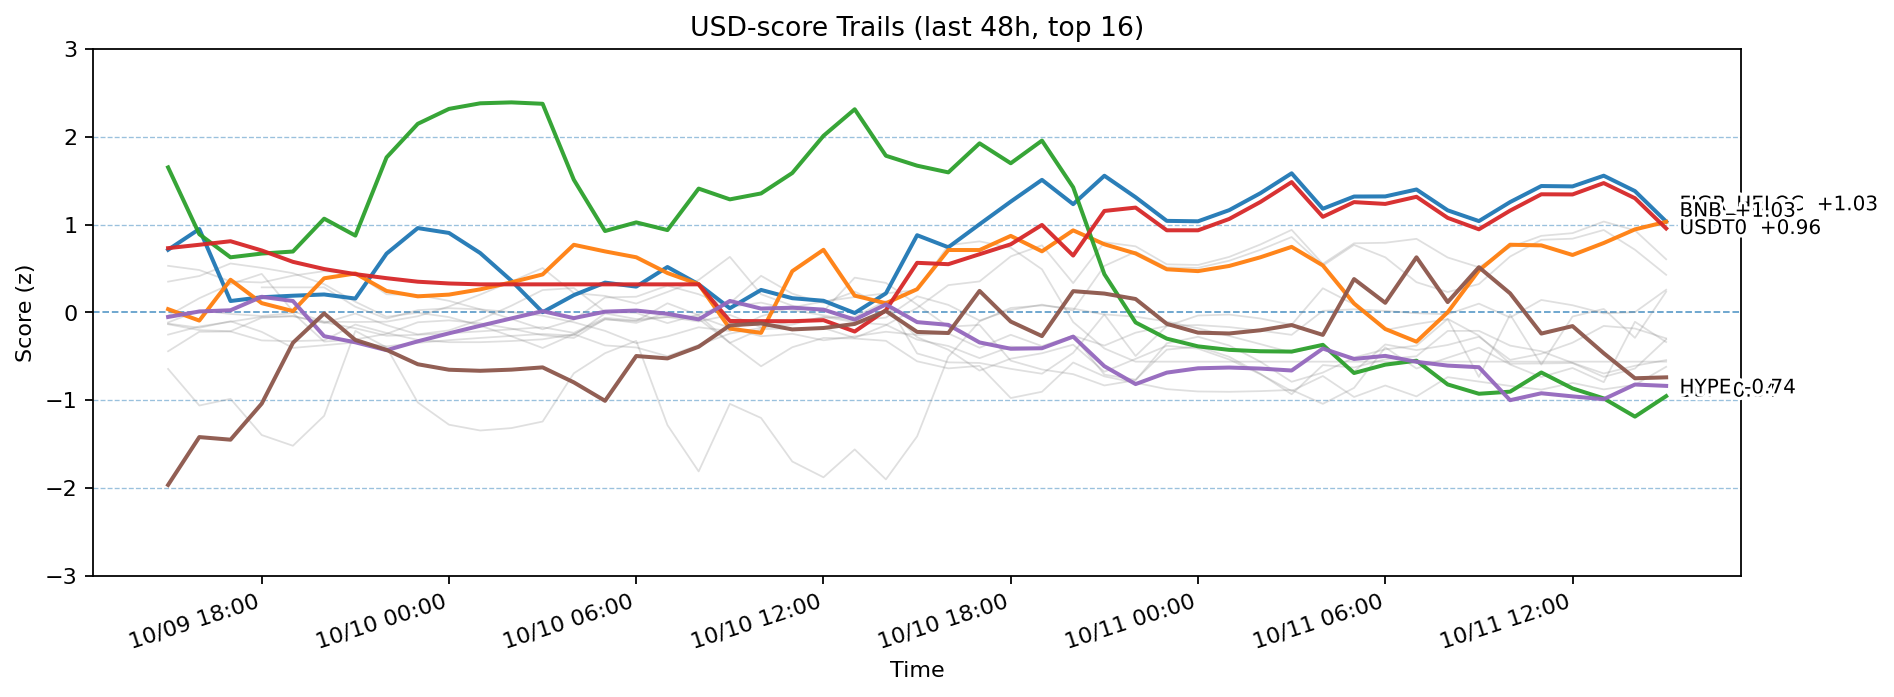 USD-score Trails (last 48h, top 16)
Score (z)
3
2
1
0
−1
−2
−3
+1.03
BNB +1.03
USDT0 +0.96
HYPE -0.74
10/09 18:00
10/10 00:00
10/10 06:00
10/10 12:00
10/10 18:00
10/11 00:00
10/11 06:00
10/11 12:00
Time